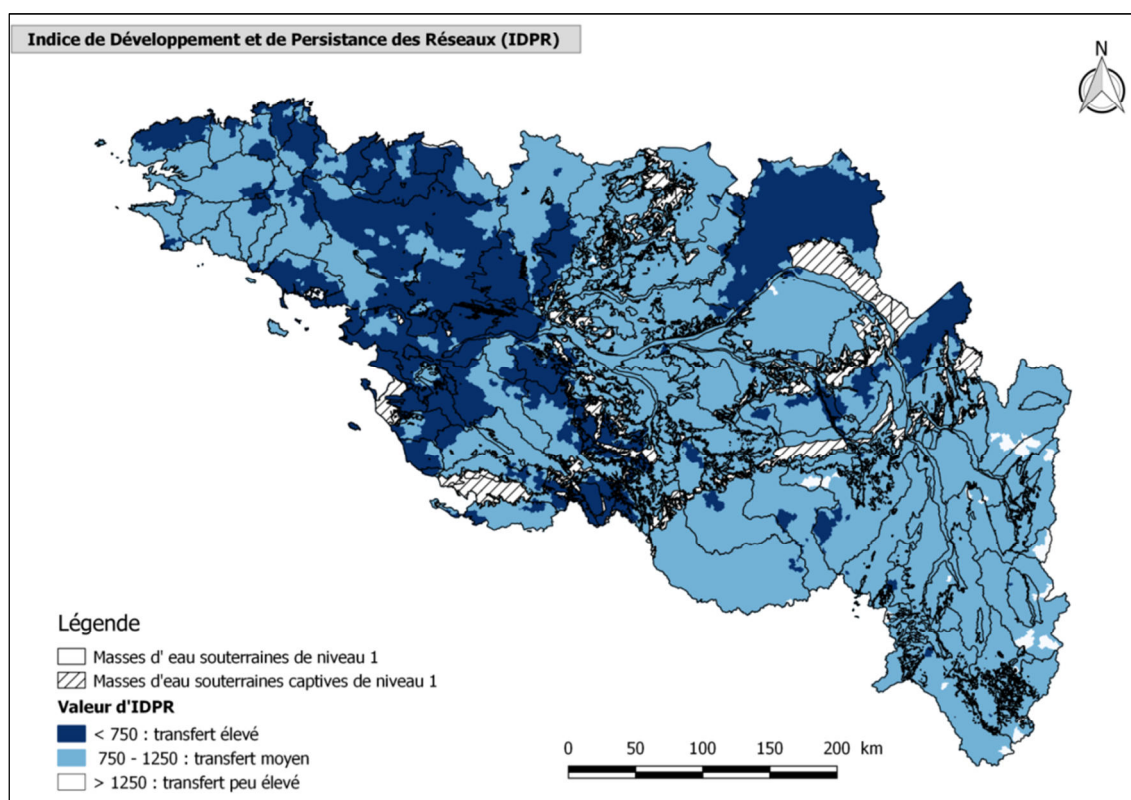 Indice de Développement et de Persistance des Réseaux (IDPR)
N
Légende
Masses d' eau souterraines de niveau 1
Masses d'eau souterraines captives de niveau 1
Valeur d'IDPR
< 750 : transfert élevé
750 - 1250 : transfert moyen
> 1250 : transfert peu élevé
0 50 100 150 200 km